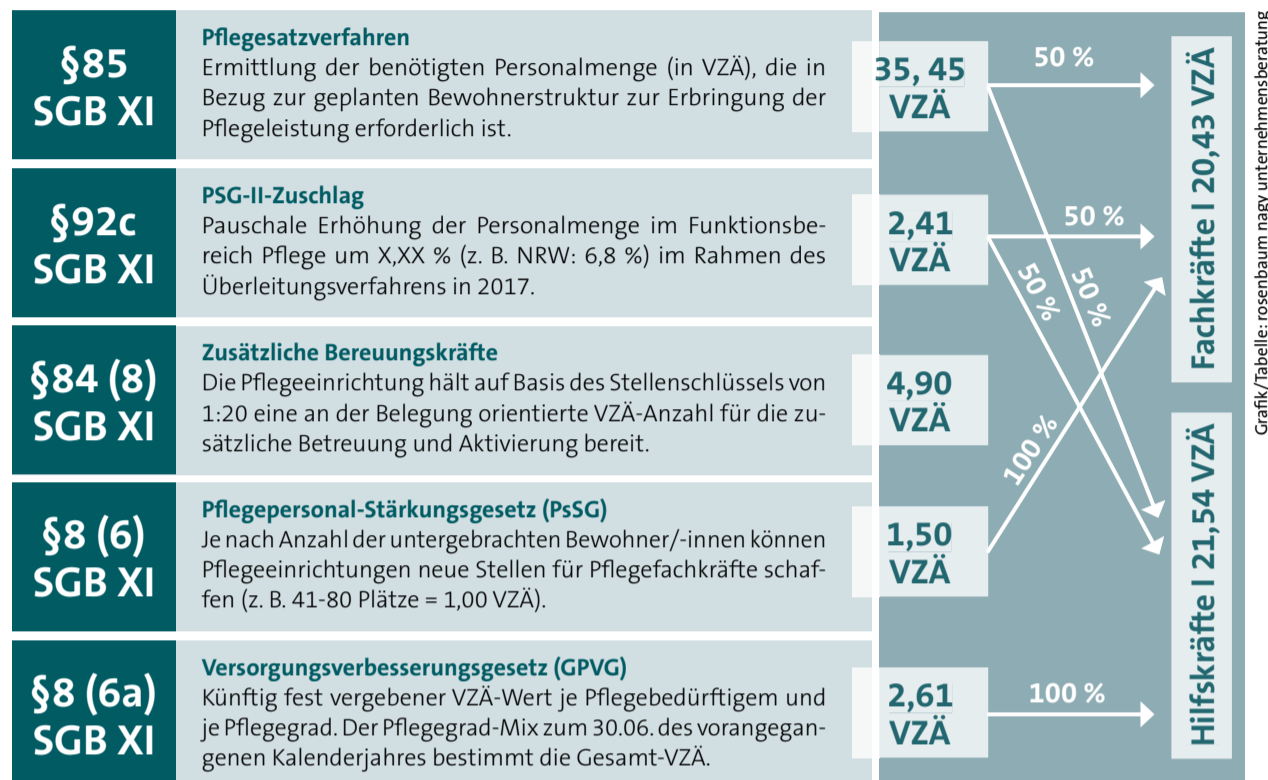 §85
SGB XI
Pflegesatzverfahren
Ermittlung der benötigten Personalmenge (in VZÄ), die in
Bezug zur geplanten Bewohnerstruktur zur Erbringung der
Pflegeleistung erforderlich ist.
35, 45
VZÄ
50 %
§92c
SGB XI
PSG-II-Zuschlag
Pauschale Erhöhung der Personalmenge im Funktionsbe-
reich Pflege um X,XX % (z. B. NRW: 6,8 %) im Rahmen des
Überleitungsverfahrens in 2017.
2,41
VZÄ
50 %
50 %
50 %
§84 (8)
SGB XI
Zusätzliche Bereuungskräfte
Die Pflegeeinrichtung hält auf Basis des Stellenschlüssels von
1:20 eine an der Belegung orientierte VZÄ-Anzahl für die zu-
sätzliche Betreuung und Aktivierung bereit.
4,90
VZÄ
100 %
§8 (6)
SGB XI
Pflegepersonal-Stärkungsgesetz (PsSG)
Je nach Anzahl der untergebrachten Bewohner/-innen können
Pflegeeinrichtungen neue Stellen für Pflegefachkräfte schaf-
fen (z. B. 41-80 Plätze = 1,00 VZÄ).
1,50
VZÄ
§8 (6a)
SGB XI
Versorgungsverbesserungsgesetz (GPVG)
Künftig fest vergebener VZÄ-Wert je Pflegebedürftigem und
je Pflegegrad. Der Pflegegrad-Mix zum 30.06. des vorangegan-
genen Kalenderjahres bestimmt die Gesamt-VZÄ.
2,61
VZÄ
100 %
Fachkräfte I 20,43 VZÄ
Hilfskräfte I 21,54 VZÄ
Grafik/Tabelle: rosenbaum nagy unternehmensberatung